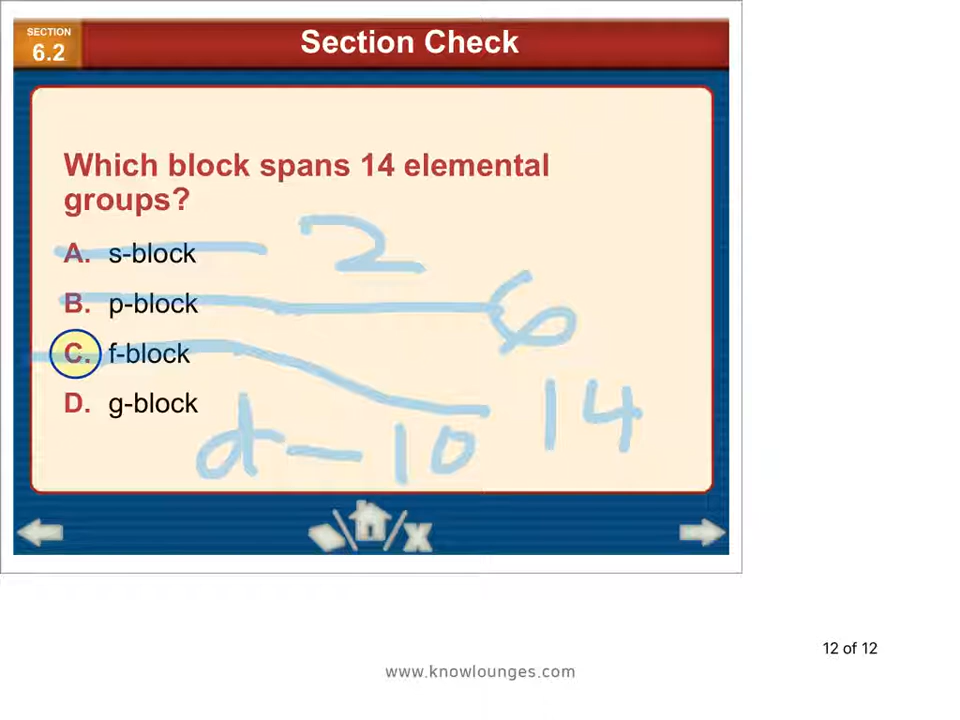 SECTION
6.2
Section Check
Which block spans 14 elemental
groups?
A. s-block 2
B. p-block 6
C. f-block 14
D. g-block
d - 10
12 of 12
www.knowlounges.com